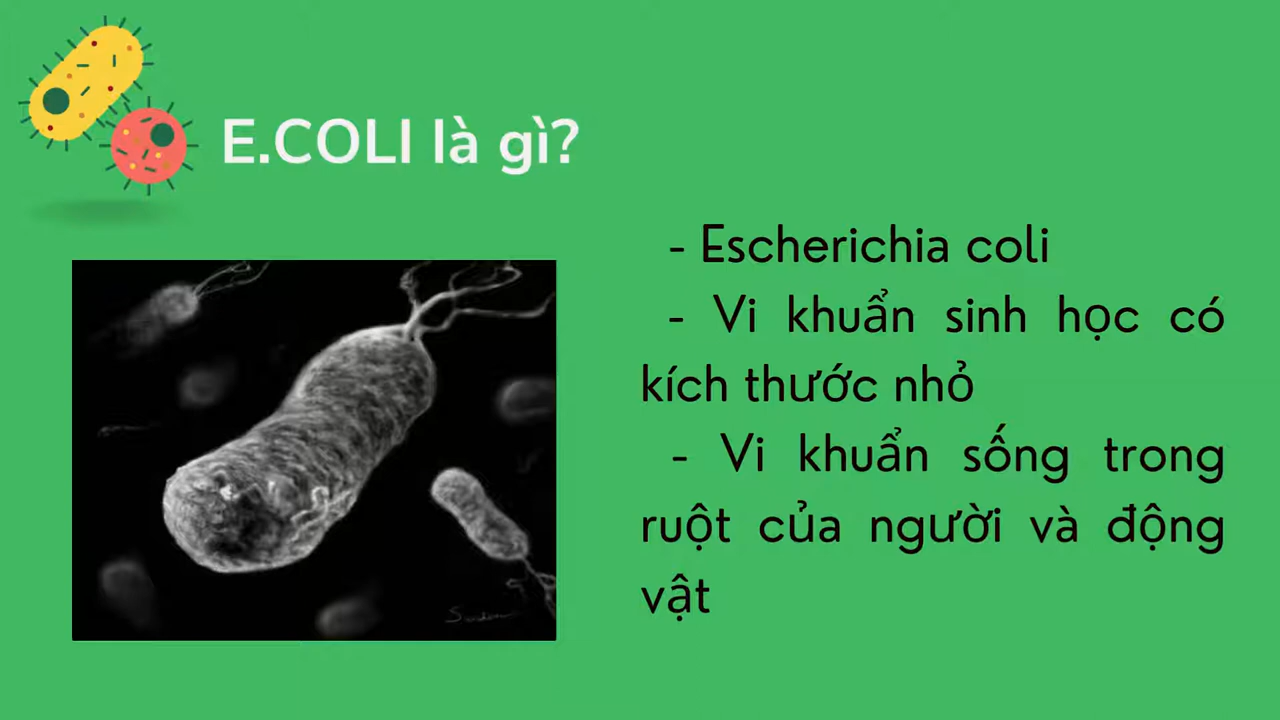 E.COLI là gì?
- Escherichia coli
- Vi khuẩn sinh học có
kích thước nhỏ
- Vi khuẩn sống trong
ruột của người và động
vật